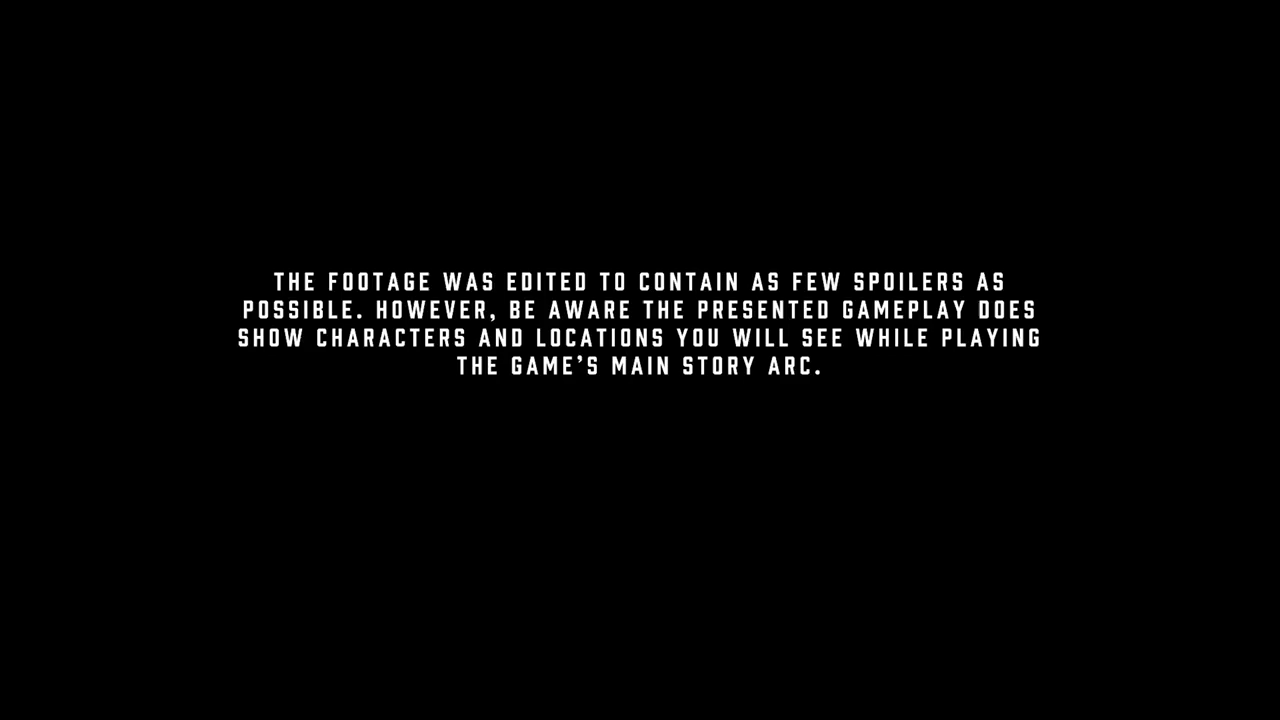 THE FOOTAGE WAS EDITED TO CONTAIN AS FEW SPOILERS AS
POSSIBLE. HOWEVER, BE AWARE THE PRESENTED GAMEPLAY DOES
SHOW CHARACTERS AND LOCATIONS YOU WILL SEE WHILE PLAYING
THE GAME’S MAIN STORY ARC.